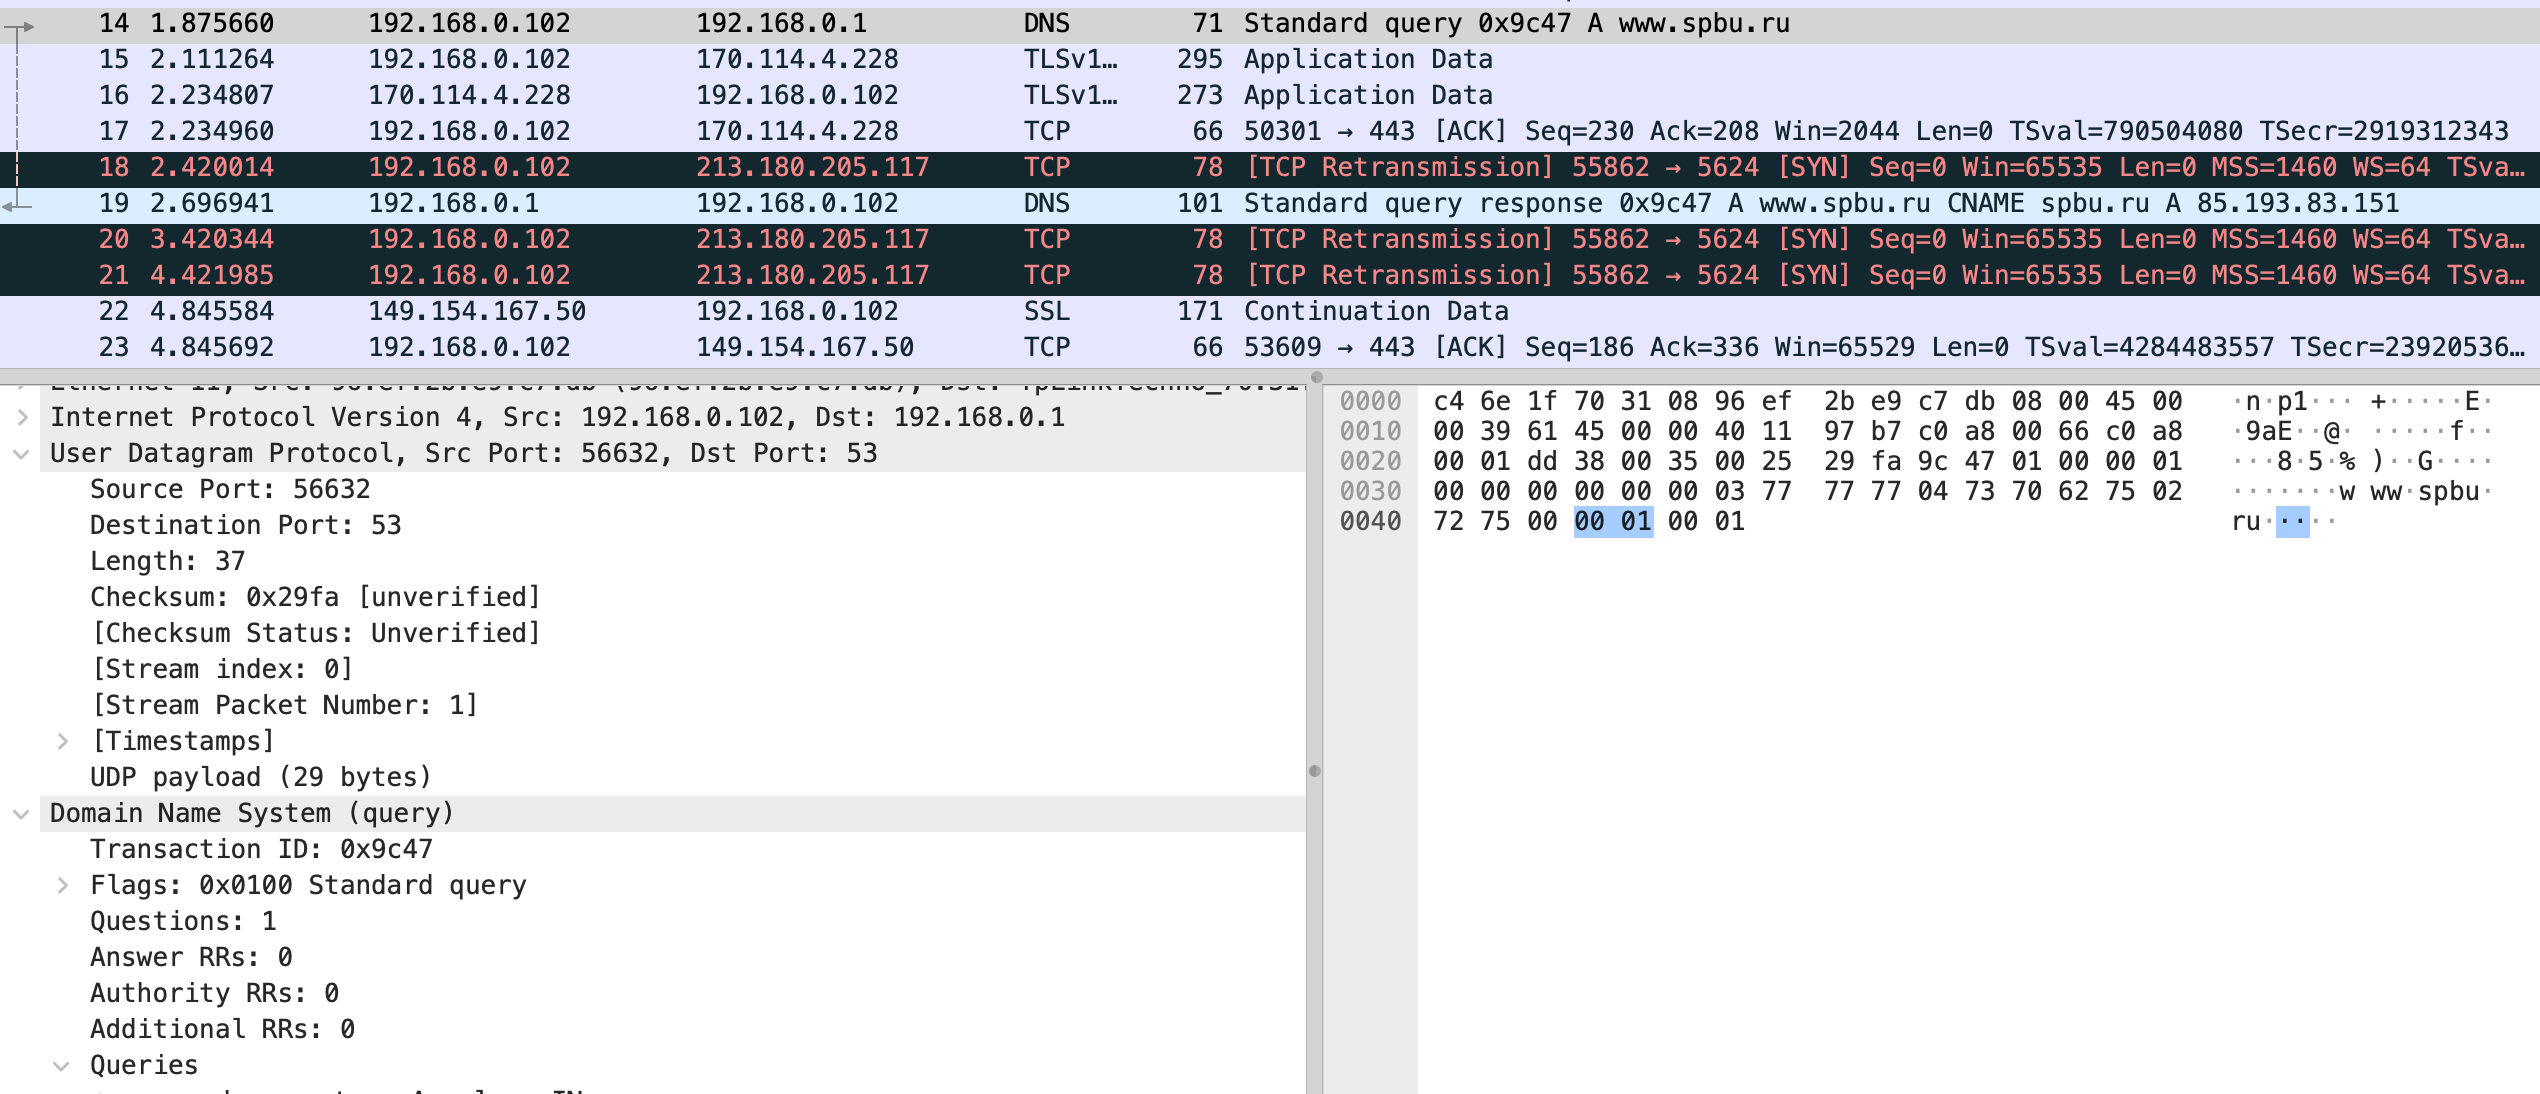 14 1.875660 192.168.0.102 192.168.0.1 DNS 71 Standard query 0x9c47 A www.spbu.ru
15 2.111264 192.168.0.102 170.114.4.228 TLSv1… 295 Application Data
16 2.234807 170.114.4.228 192.168.0.102 TLSv1… 273 Application Data
17 2.234960 192.168.0.102 170.114.4.228 TCP 66 50301 → 443 [ACK] Seq=230 Ack=208 Win=2044 Len=0 TSval=790504080 TSecr=2919312343
18 2.420014 192.168.0.102 213.180.205.117 TCP 78 [TCP Retransmission] 55862 → 5624 [SYN] Seq=0 Win=65535 Len=0 MSS=1460 WS=64 TSva…
19 2.696941 192.168.0.1 192.168.0.102 DNS 101 Standard query response 0x9c47 A www.spbu.ru CNAME spbu.ru A 85.193.83.151
20 3.420344 192.168.0.102 213.180.205.117 TCP 78 [TCP Retransmission] 55862 → 5624 [SYN] Seq=0 Win=65535 Len=0 MSS=1460 WS=64 TSva…
21 4.421985 192.168.0.102 213.180.205.117 TCP 78 [TCP Retransmission] 55862 → 5624 [SYN] Seq=0 Win=65535 Len=0 MSS=1460 WS=64 TSva…
22 4.845584 149.154.167.50 192.168.0.102 SSL 171 Continuation Data
23 4.845692 192.168.0.102 149.154.167.50 TCP 66 53609 → 443 [ACK] Seq=186 Ack=336 Win=65529 Len=0 TSval=4284483557 TSecr=23920536…
Internet Protocol Version 4, Src: 192.168.0.102, Dst: 192.168.0.1
User Datagram Protocol, Src Port: 56632, Dst Port: 53
Source Port: 56632
Destination Port: 53
Length: 37
Checksum: 0x29fa [unverified]
[Checksum Status: Unverified]
[Stream index: 0]
[Stream Packet Number: 1]
[Timestamps]
UDP payload (29 bytes)
Domain Name System (query)
Transaction ID: 0x9c47
Flags: 0x0100 Standard query
Questions: 1
Answer RRs: 0
Authority RRs: 0
Additional RRs: 0
Queries
0000 c4 6e 1f 70 31 08 96 ef 2b e9 c7 db 08 00 45 00 ·n·p1··· +·····E·
0010 00 39 61 45 00 00 40 11 97 b7 c0 a8 00 66 c0 a8 ·9aE··@· ·····f··
0020 00 01 dd 38 00 35 00 25 29 fa 9c 47 01 00 00 01 ···8·5·% )··G····
0030 00 00 00 00 00 00 03 77 77 77 04 73 70 62 75 02 ·······w ww·spbu·
0040 72 75 00 00 01 00 01 ru·····